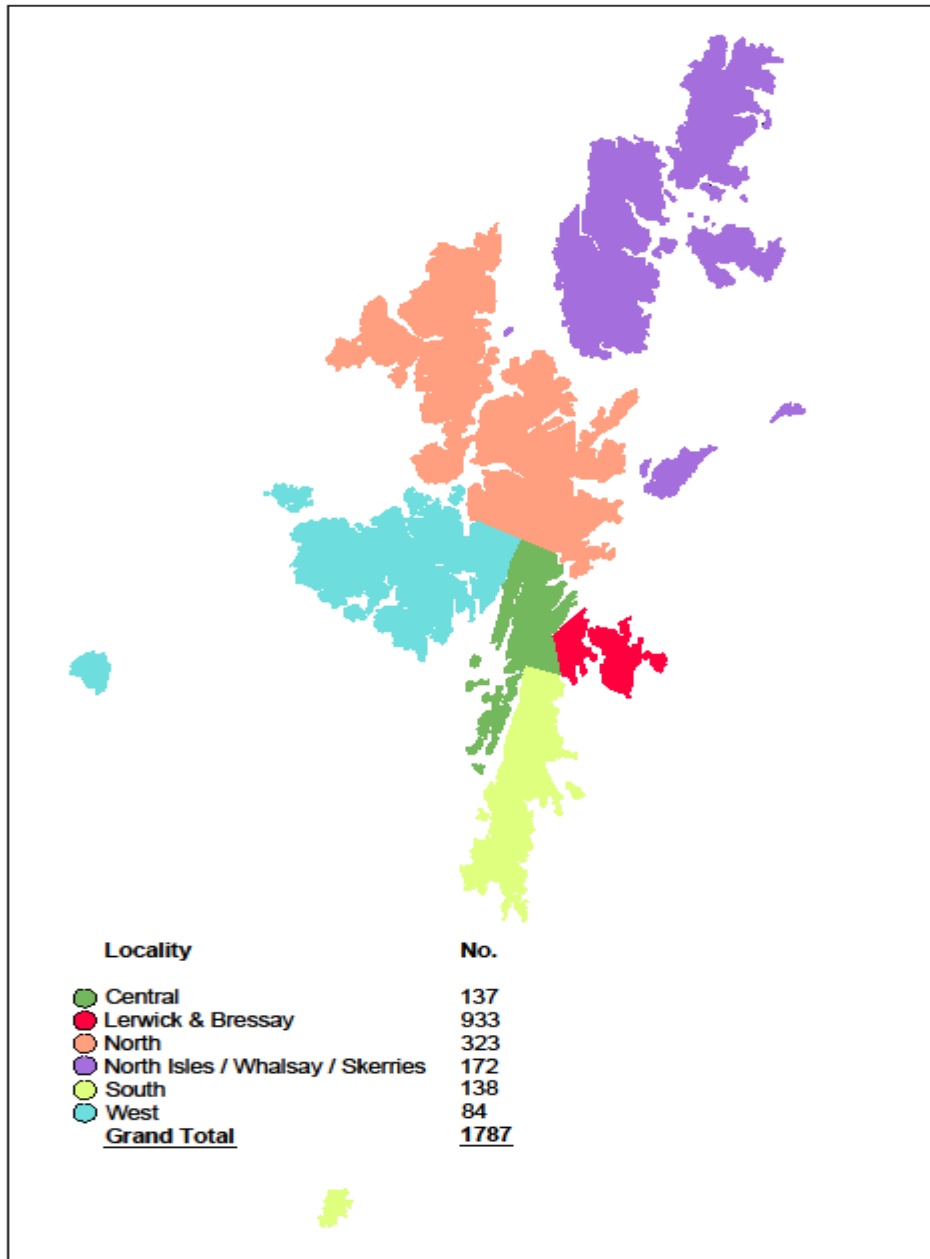 Locality No.
Central 137
Lerwick & Bressay 933
North 323
North Isles / Whalsay / Skerries 172
South 138
West 84
Grand Total 1787